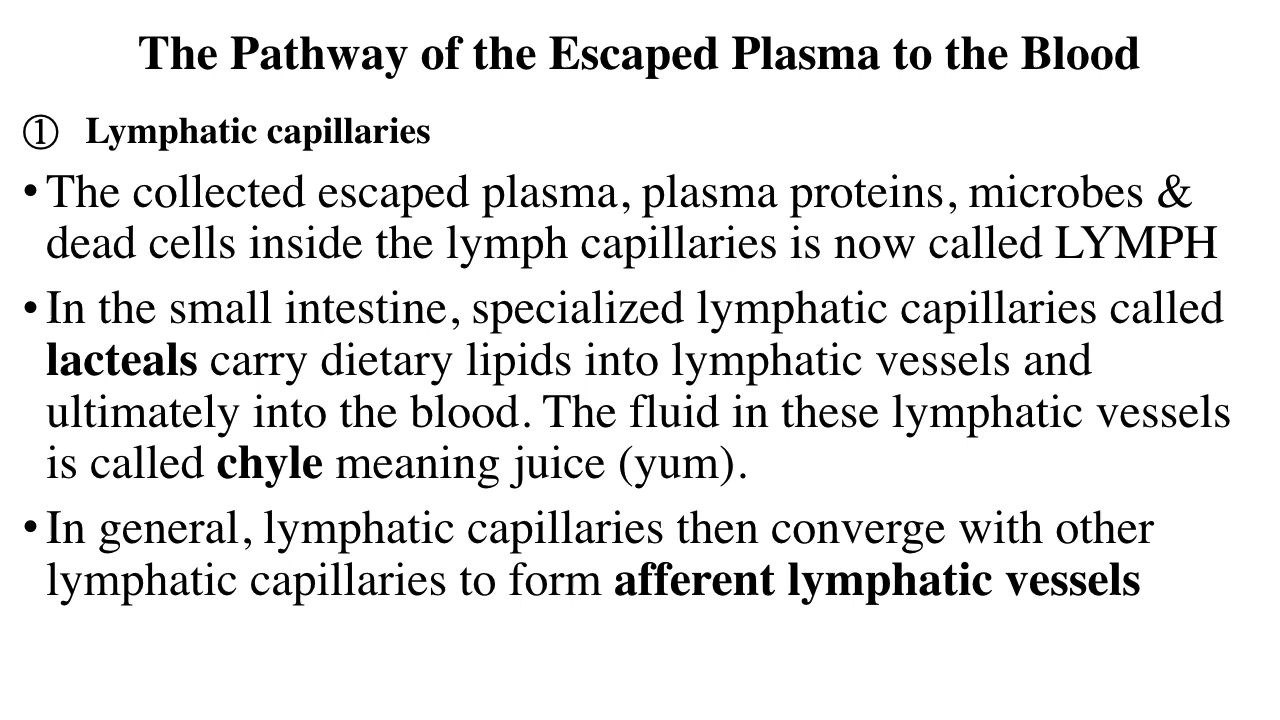 The Pathway of the Escaped Plasma to the Blood
① Lymphatic capillaries
• The collected escaped plasma, plasma proteins, microbes &
dead cells inside the lymph capillaries is now called LYMPH
• In the small intestine, specialized lymphatic capillaries called
lacteals carry dietary lipids into lymphatic vessels and
ultimately into the blood. The fluid in these lymphatic vessels
is called chyle meaning juice (yum).
• In general, lymphatic capillaries then converge with other
lymphatic capillaries to form afferent lymphatic vessels